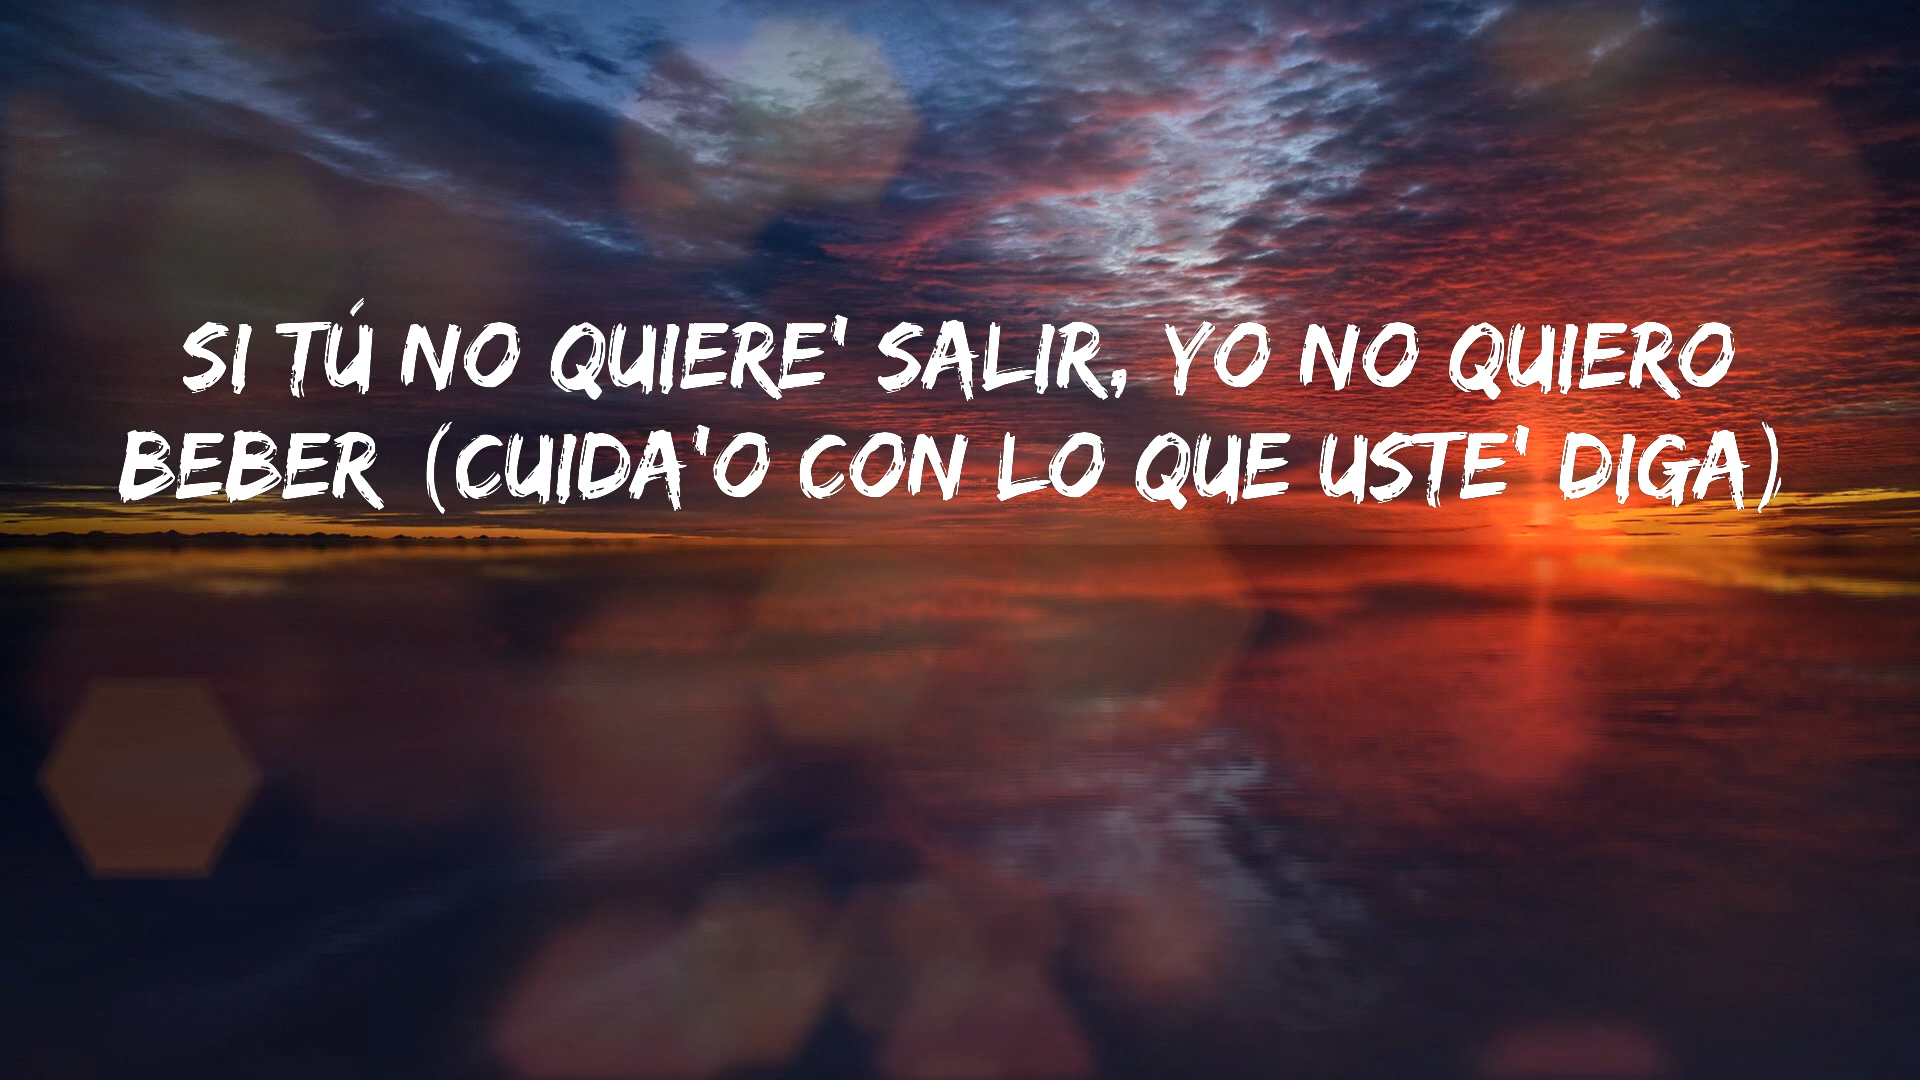 SI TÚ NO QUIERE' SALIR, YO NO QUIERO
BEBER (CUIDA'O CON LO QUE USTE' DIGA)